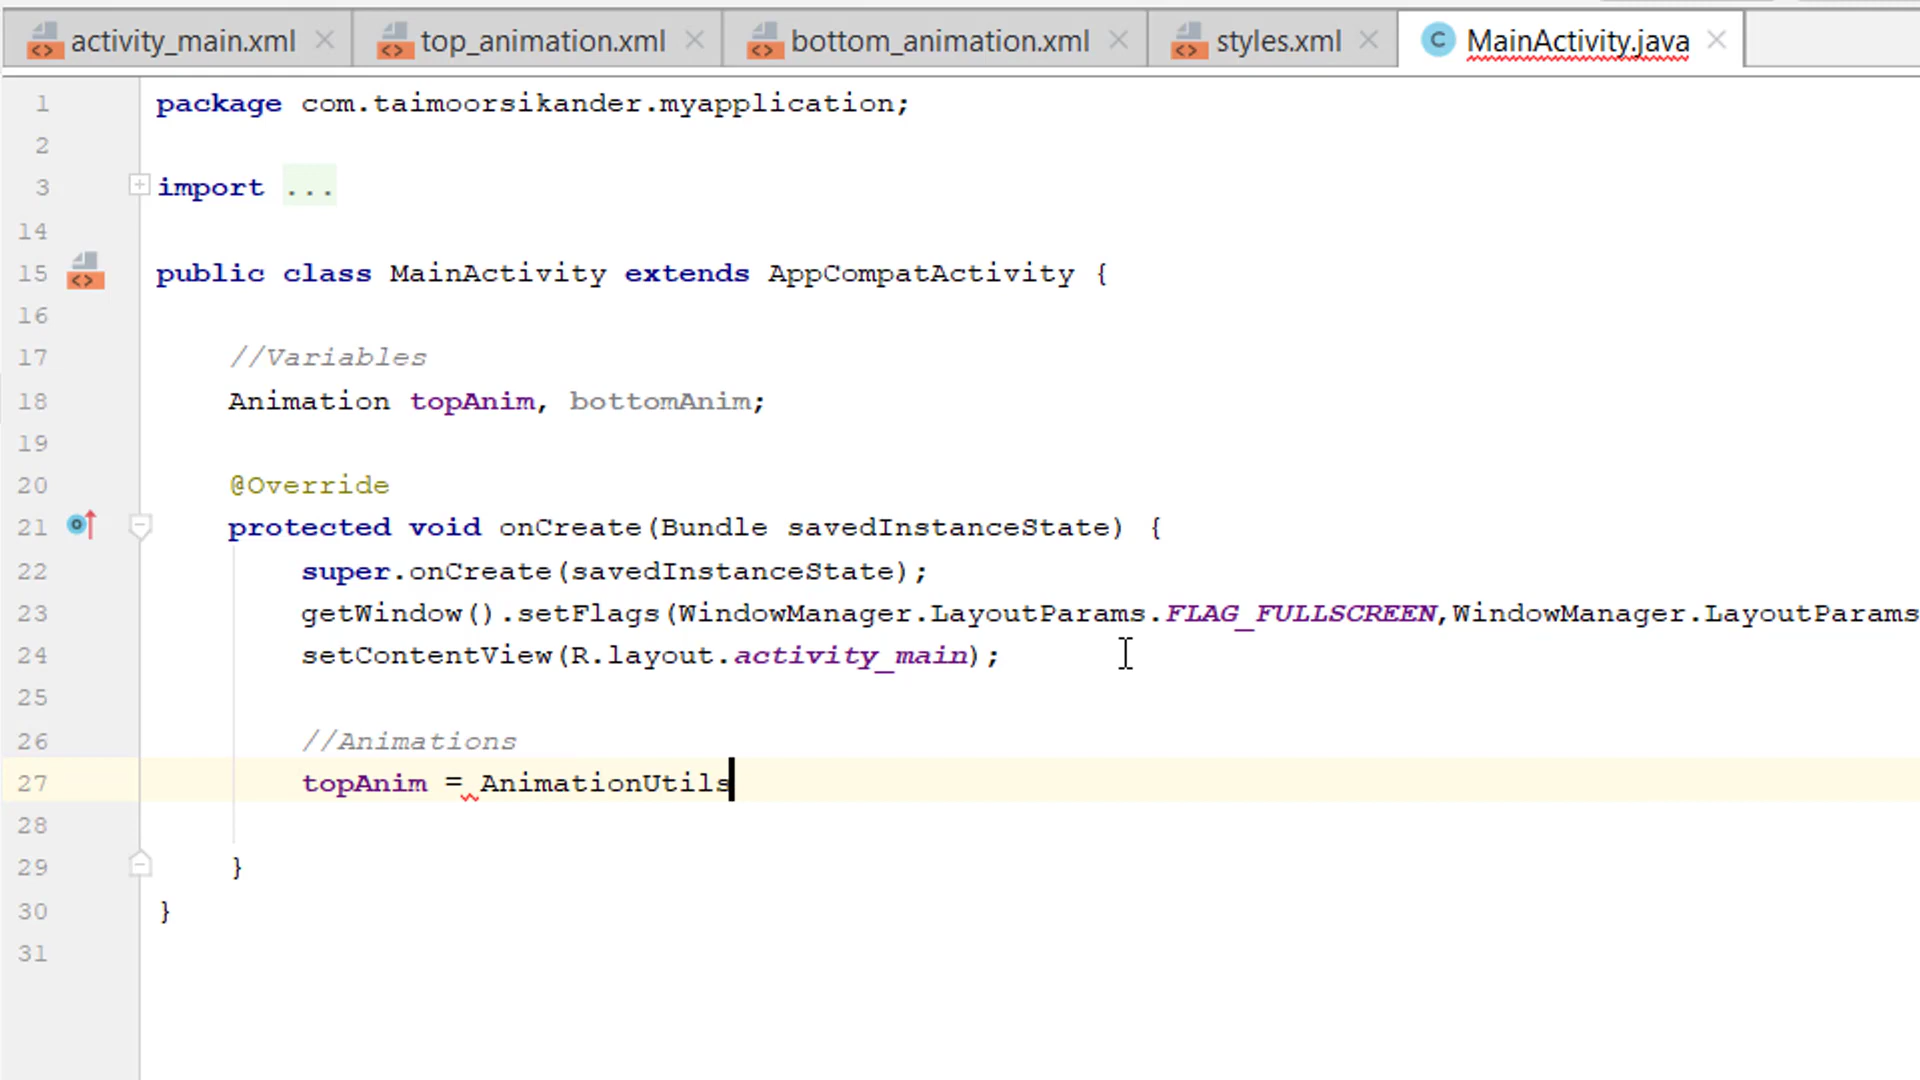 activity_main.xml top_animation.xml bottom_animation.xml styles.xml C MainActivity.java
1 package com.taimoorsikander.myapplication;
2
3 import ...
14
15 public class MainActivity extends AppCompatActivity {
16
17 //Variables
18 Animation topAnim, bottomAnim;
19
20 @Override
21 protected void onCreate(Bundle savedInstanceState) {
22 super.onCreate(savedInstanceState);
23 getWindow().setFlags(WindowManager.LayoutParams.FLAG_FULLSCREEN,WindowManager.LayoutParams
24 setContentView(R.layout.activity_main);
25
26 //Animations
27 topAnim = AnimationUtils
28
29 }
30 }
31